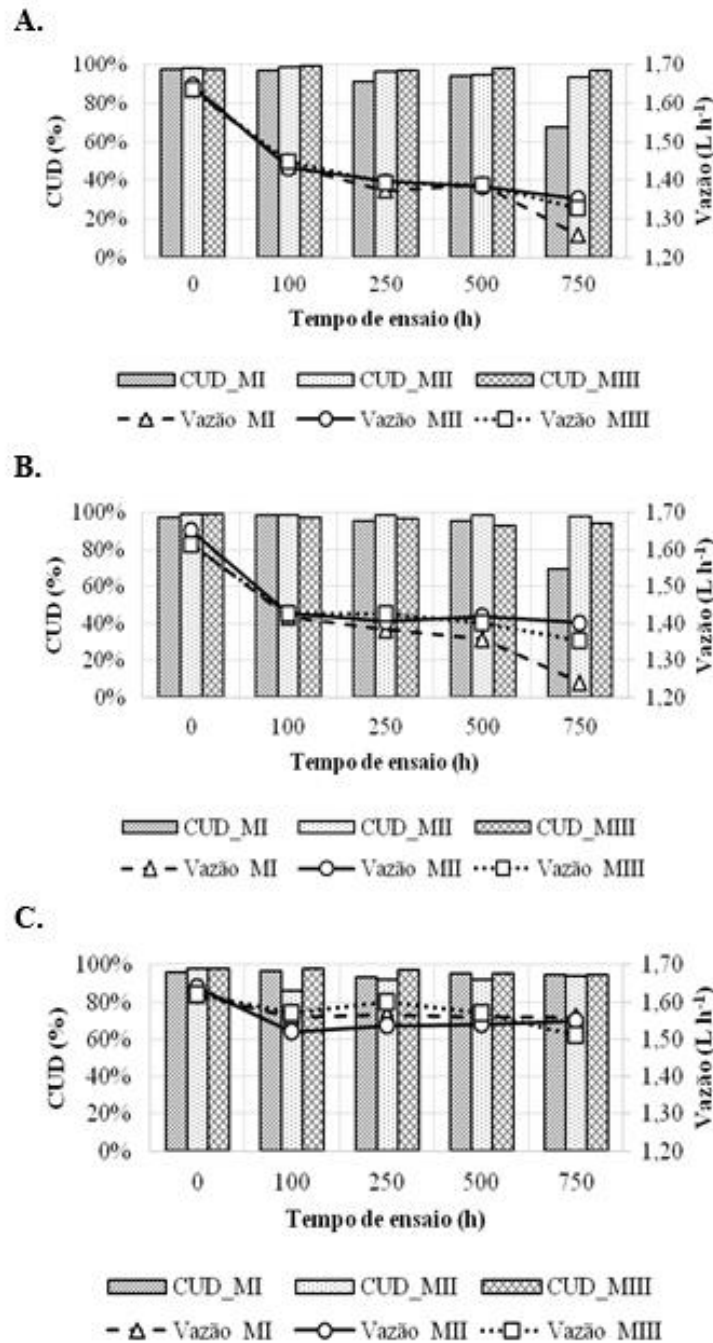 A.
100% 1,70
80% 1,60
60% 1,50
40% 1,40
20% 1,30
0% 1,20
CUD (%)
Vazão (L h⁻¹)
0 100 250 500 750
Tempo de ensaio (h)
CUD_MI CUD_MII CUD_MIII
Vazão MI Vazão MII Vazão MIII
B.
100% 1,70
80% 1,60
60% 1,50
40% 1,40
20% 1,30
0% 1,20
CUD (%)
Vazão (L h⁻¹)
0 100 250 500 750
Tempo de ensaio (h)
CUD_MI CUD_MII CUD_MIII
Vazão MI Vazão MII Vazão MIII
C.
100% 1,70
80% 1,60
60% 1,50
40% 1,40
20% 1,30
0% 1,20
CUD (%)
Vazão (L h⁻¹)
0 100 250 500 750
Tempo de ensaio (h)
CUD_MI CUD_MII CUD_MIII
Vazão MI Vazão MII Vazão MIII